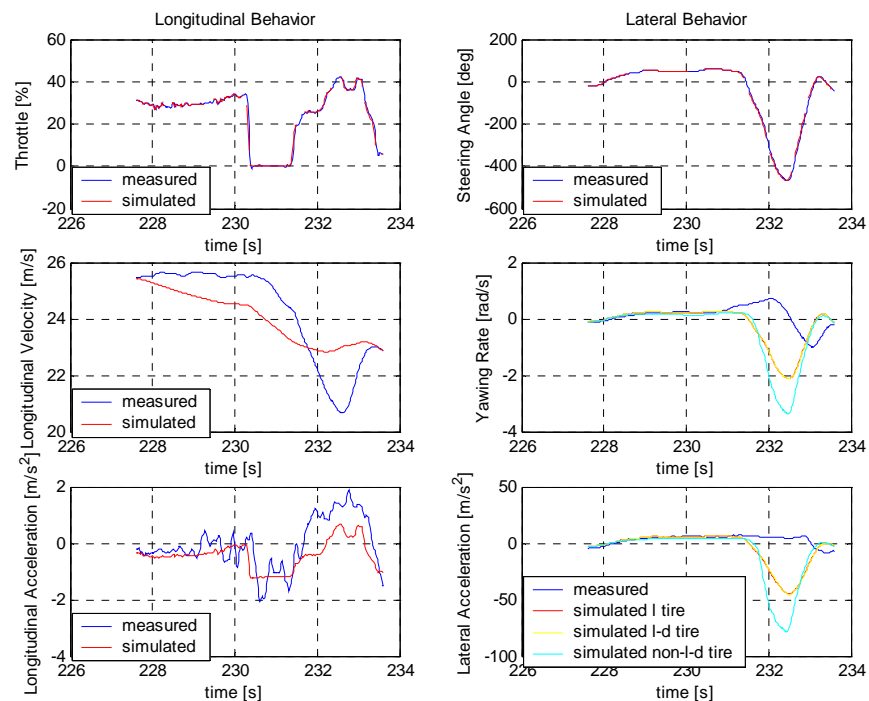 Longitudinal Behavior
Throttle [%]
60
40
20
0
-20
226 228 230 232 234
time [s]
measured
simulated
Lateral Behavior
Steering Angle [deg]
200
0
-200
-400
-600
226 228 230 232 234
time [s]
measured
simulated
Longitudinal Velocity [m/s]
26
24
22
20
226 228 230 232 234
time [s]
measured
simulated
Yawing Rate [rad/s]
2
0
-2
-4
226 228 230 232 234
time [s]
Longitudinal Acceleration [m/s²]
2
0
-2
-4
226 228 230 232 234
time [s]
measured
simulated
Lateral Acceleration [m/s²]
50
0
-50
-100
226 228 230 232 234
time [s]
measured
simulated l tire
simulated l-d tire
simulated non-l-d tire